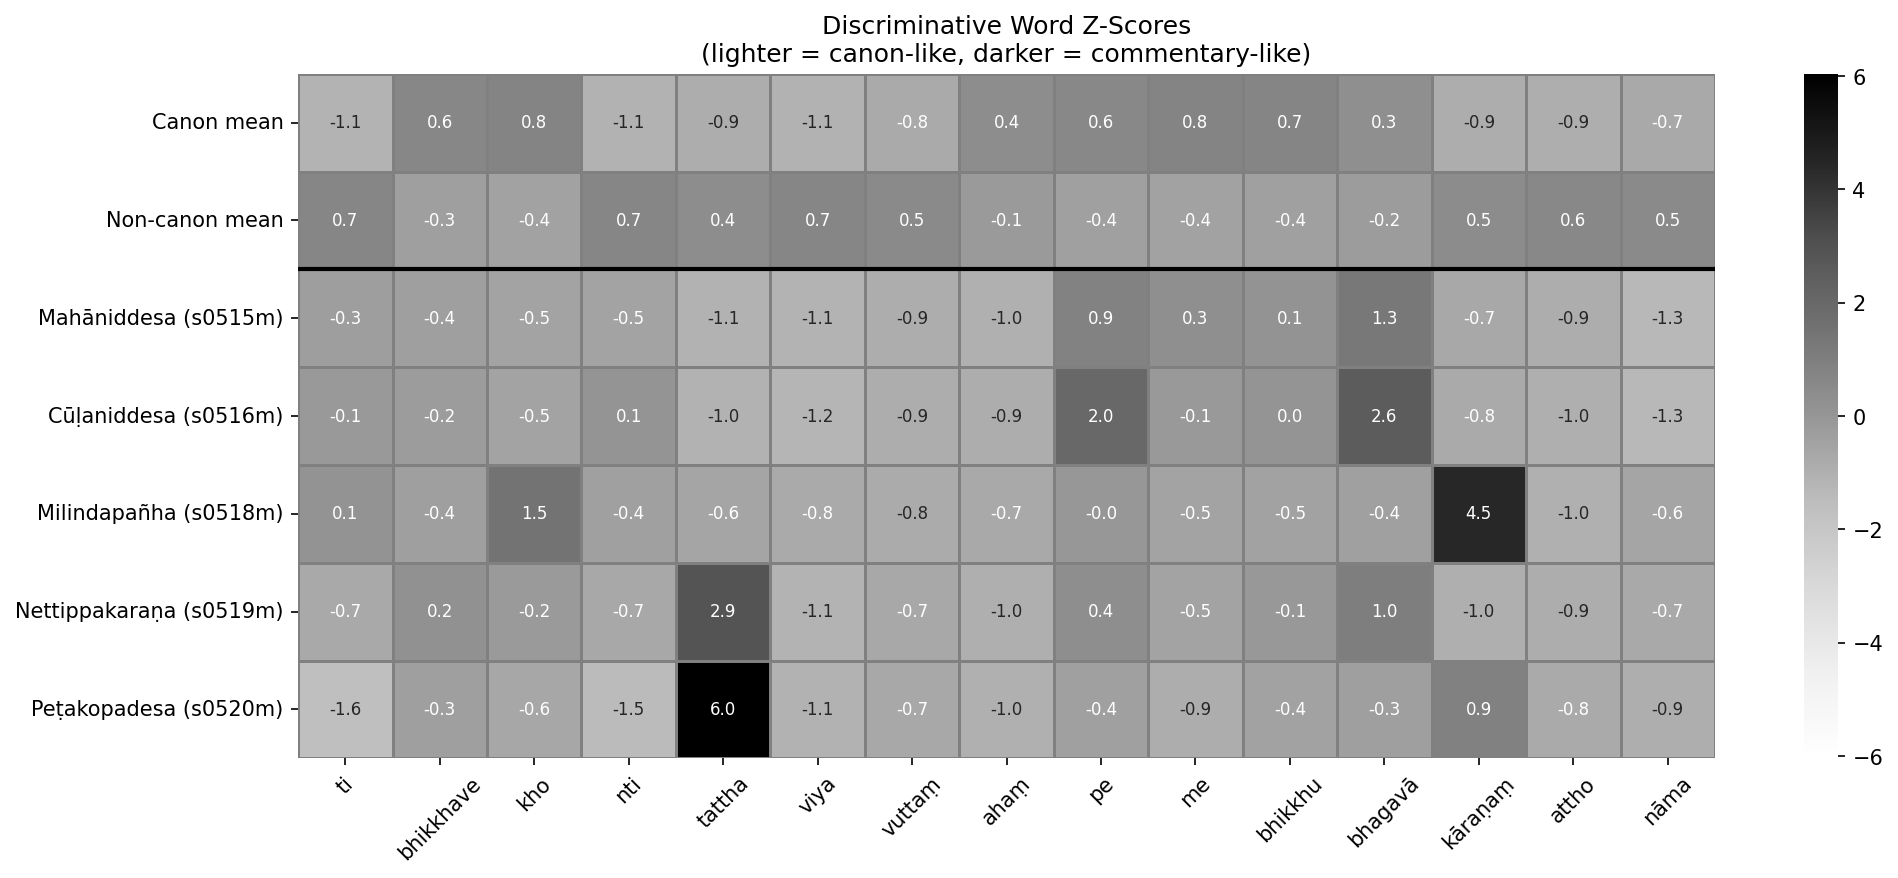 Discriminative Word Z-Scores
(lighter = canon-like, darker = commentary-like)
Canon mean -1.1 0.6 0.8 -1.1 -0.9 -1.1 -0.8 0.4 0.6 0.8 0.7 0.3 -0.9 -0.9 -0.7
Non-canon mean 0.7 -0.3 -0.4 0.7 0.4 0.7 0.5 -0.1 -0.4 -0.4 -0.4 -0.2 0.5 0.6 0.5
Mahāniddesa (s0515m) -0.3 -0.4 -0.5 -0.5 -1.1 -1.1 -0.9 -1.0 0.9 0.3 0.1 1.3 -0.7 -0.9 -1.3
Cūḷaniddesa (s0516m) -0.1 -0.2 -0.5 0.1 -1.0 -1.2 -0.9 -0.9 2.0 -0.1 0.0 2.6 -0.8 -1.0 -1.3
Milindapañha (s0518m) 0.1 -0.4 1.5 -0.4 -0.6 -0.8 -0.8 -0.7 -0.0 -0.5 -0.5 -0.4 4.5 -1.0 -0.6
Nettippakaraṇa (s0519m) -0.7 0.2 -0.2 -0.7 2.9 -1.1 -0.7 -1.0 0.4 -0.5 -0.1 1.0 -1.0 -0.9 -0.7
Peṭakopadesa (s0520m) -1.6 -0.3 -0.6 -1.5 6.0 -1.1 -0.7 -1.0 -0.4 -0.9 -0.4 -0.3 0.9 -0.8 -0.9
ti bhikkhave kho nti tattha viya vuttaṃ ahaṃ pe me bhikkhu bhagavā kāraṇaṃ attho nāma
6
4
2
0
−2
−4
−6